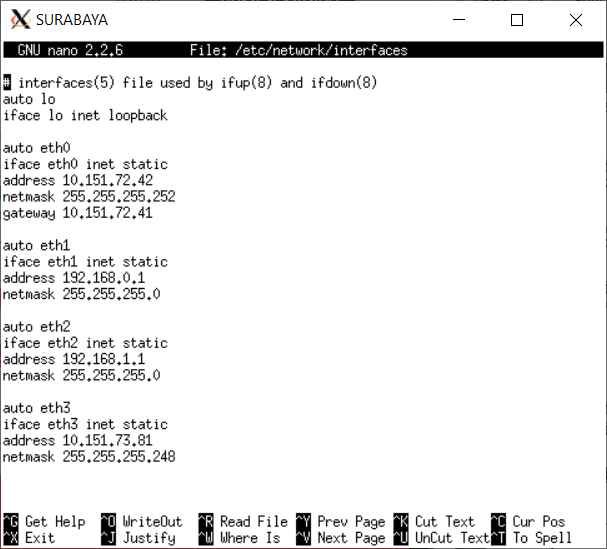 SURABAYA
GNU nano 2.2.6 File: /etc/network/interfaces
# interfaces(5) file used by ifup(8) and ifdown(8)
auto lo
iface lo inet loopback
auto eth0
iface eth0 inet static
address 10.151.72.42
netmask 255.255.255.252
gateway 10.151.72.41
auto eth1
iface eth1 inet static
address 192.168.0.1
netmask 255.255.255.0
auto eth2
iface eth2 inet static
address 192.168.1.1
netmask 255.255.255.0
auto eth3
iface eth3 inet static
address 10.151.73.81
netmask 255.255.255.248
^G Get Help ^O WriteOut ^R Read File ^Y Prev Page ^K Cut Text ^C Cur Pos
^X Exit ^J Justify ^W Where Is ^V Next Page ^U UnCut Text ^T To Spell